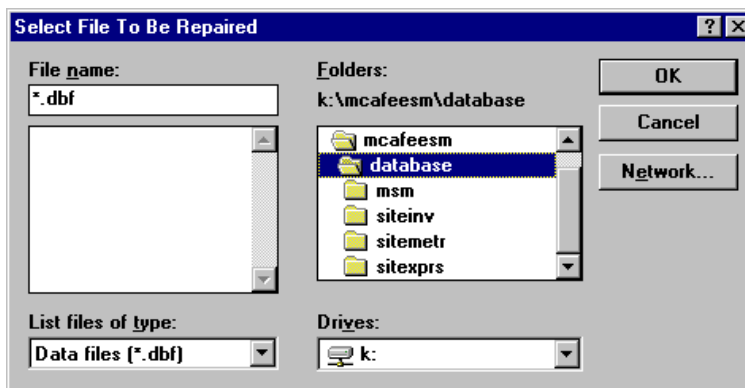 Select File To Be Repaired
File name:
*.dbf
Folders:
k:\mcafeesm\database
mcafeesm
database
msm
siteinv
sitemetr
sitexprs
OK
Cancel
Network...
List files of type:
Data files (*.dbf)
Drives:
k: